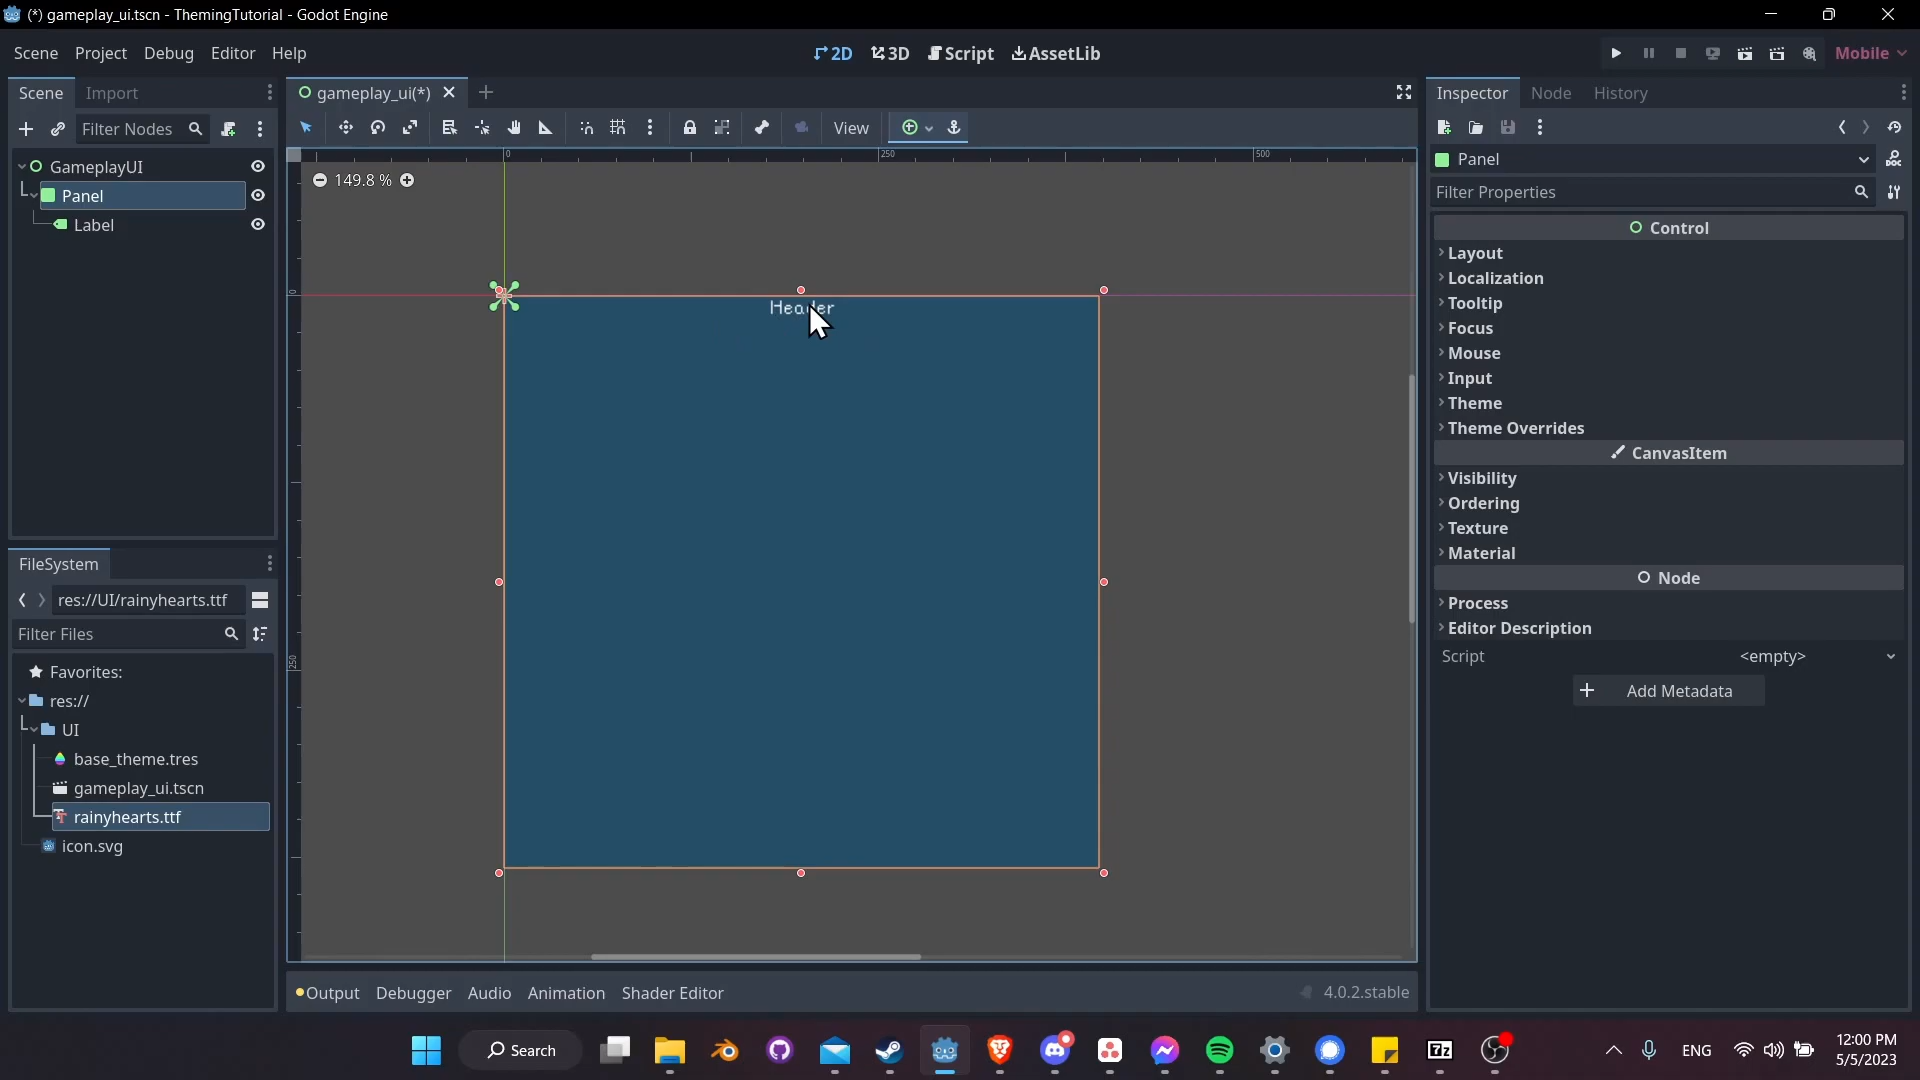 (*) gameplay_ui.tscn - ThemingTutorial - Godot Engine
Scene Project Debug Editor Help
2D 3D Script AssetLib
Mobile
Scene Import
gameplay_ui(*)
Inspector Node History
Filter Nodes
View
GameplayUI
Panel
Label
0 250 500
149.8 %
0
250
Header
Panel
Filter Properties
Control
Layout
Localization
Tooltip
Focus
Mouse
Input
Theme
Theme Overrides
CanvasItem
Visibility
Ordering
Texture
Material
Node
Process
Editor Description
Script <empty>
Add Metadata
FileSystem
res://UI/rainyhearts.ttf
Filter Files
Favorites:
res://
UI
base_theme.tres
gameplay_ui.tscn
rainyhearts.ttf
icon.svg
Output Debugger Audio Animation Shader Editor
4.0.2.stable
Search
7z
ENG
12:00 PM
5/5/2023